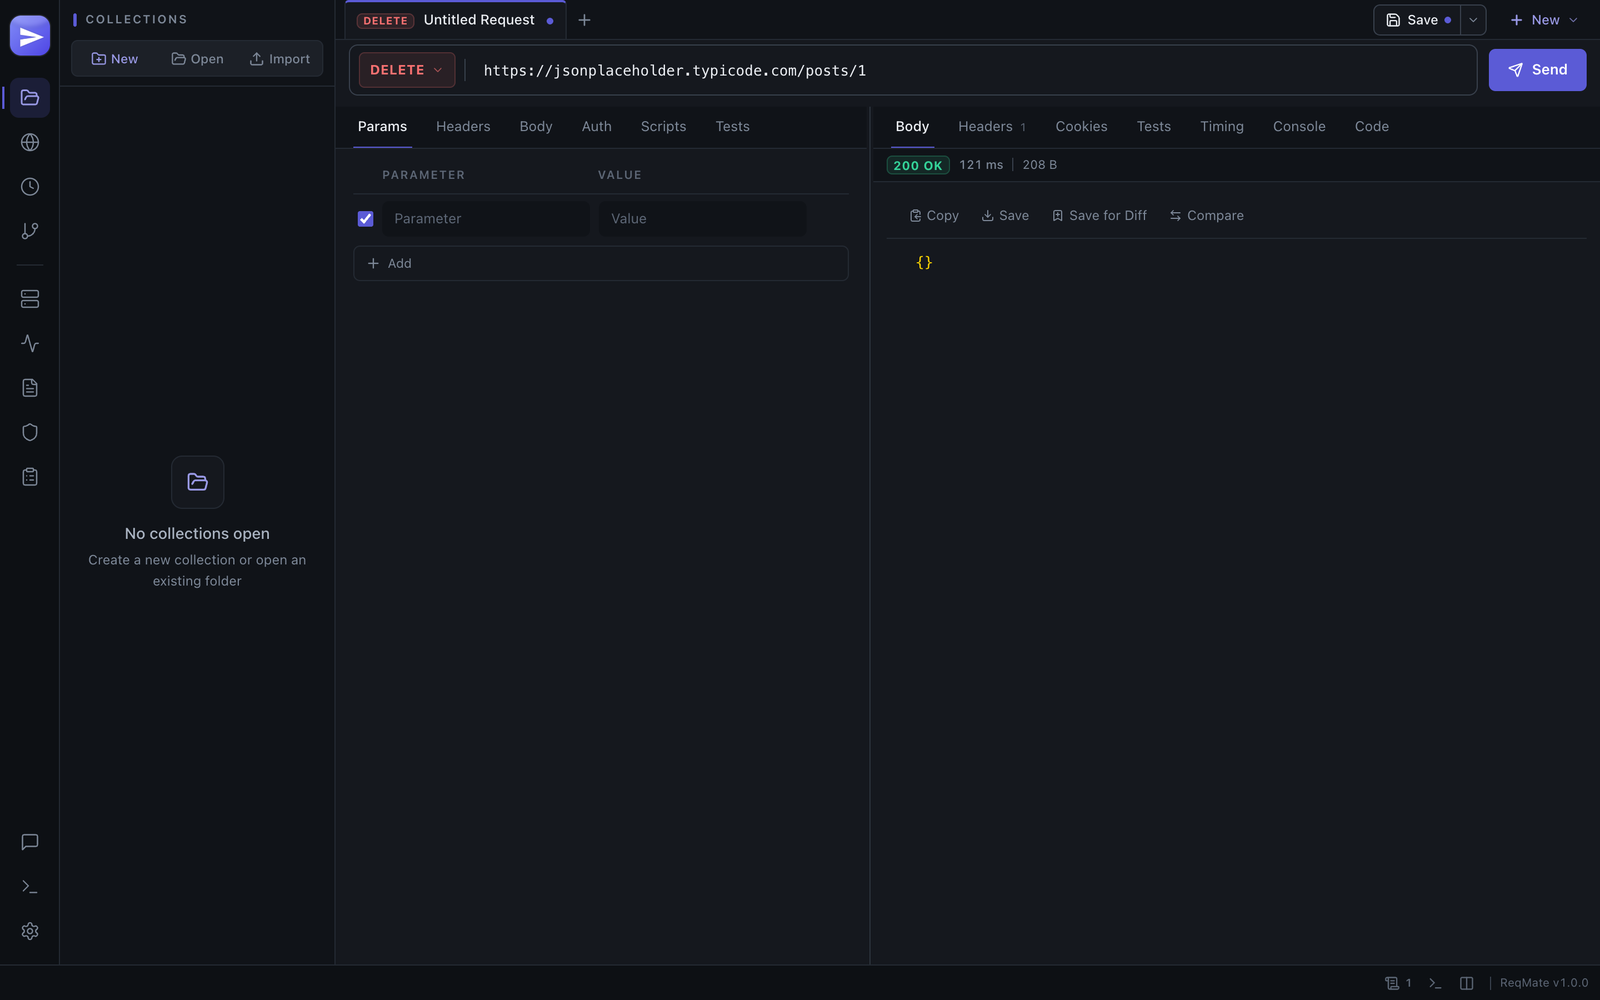 COLLECTIONS
New Open Import
No collections open
Create a new collection or open an
existing folder
DELETE Untitled Request
Save New
DELETE https://jsonplaceholder.typicode.com/posts/1 Send
Params Headers Body Auth Scripts Tests
PARAMETER VALUE
Parameter Value
Add
Body Headers 1 Cookies Tests Timing Console Code
200 OK 121 ms 208 B
Copy Save Save for Diff Compare
{}
1 ReqMate v1.0.0